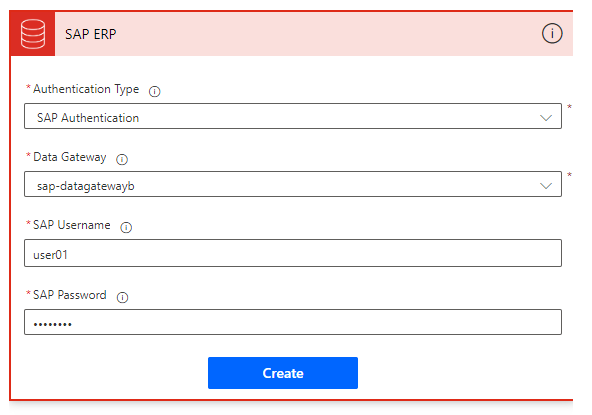 SAP ERP
* Authentication Type
SAP Authentication
*
* Data Gateway
sap-datagatewayb
*
* SAP Username
user01
* SAP Password
••••••••
Create